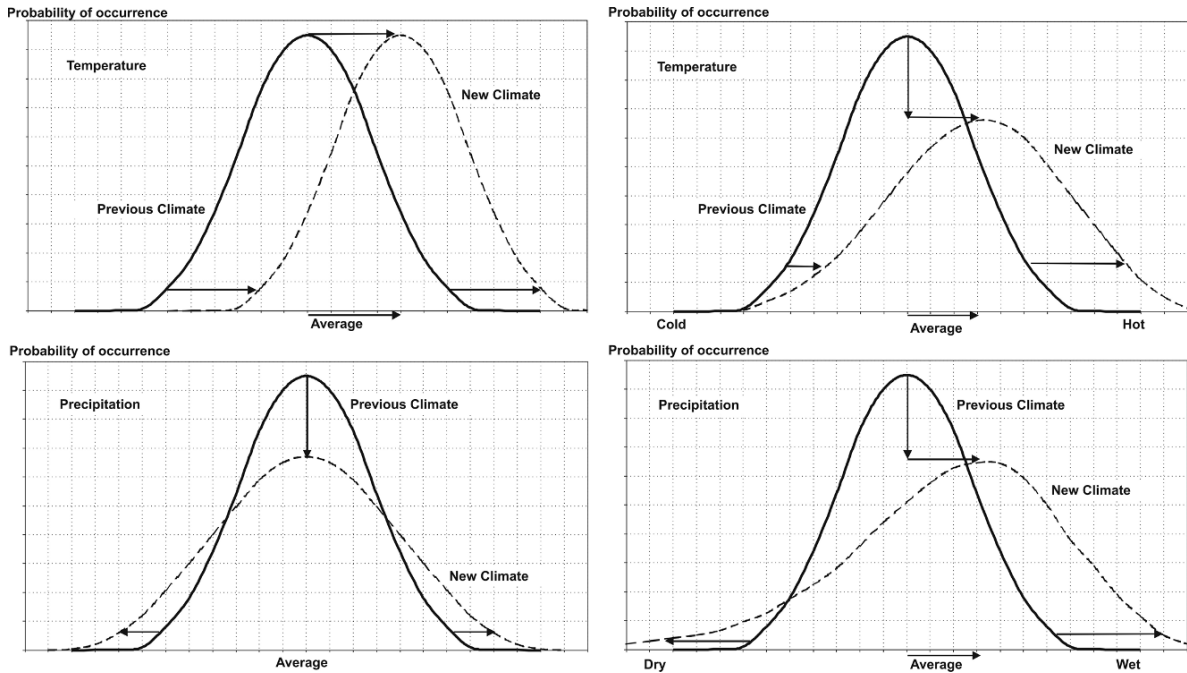 Probability of occurrence
Temperature
New Climate
Previous Climate
Average
Probability of occurrence
Temperature
New Climate
Previous Climate
Cold
Average
Hot
Probability of occurrence
Precipitation
Previous Climate
New Climate
Average
Probability of occurrence
Precipitation
Previous Climate
New Climate
Dry
Average
Wet